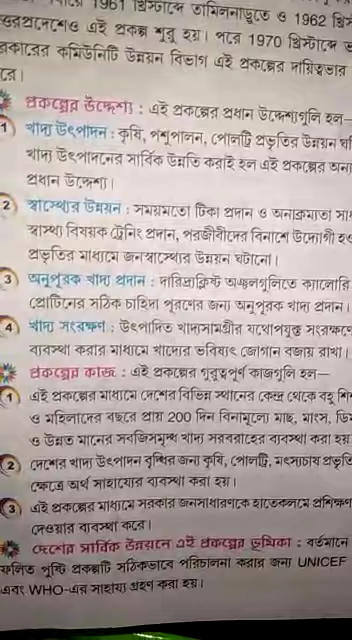 1961 খ্রিস্টাব্দে তামিলনাড়ুতে ও 1962 খ্রিস
ত্তরপ্রদেশেও এই প্রকল্প শুরু হয়। পরে 1970 খ্রিস্টাব্দে
রকারের কমিউনিটি উন্নয়ন বিভাগ এই প্রকল্পের দায়িত্বভার
রে।
প্রকল্পের উদ্দেশ্য : এই প্রকল্পের প্রধান উদ্দেশ্যগুলি হল—
1 খাদ্য উৎপাদন : কৃষি, পশুপালন, পোলট্রি প্রভৃতির উন্নয়ন ঘ
খাদ্য উৎপাদনের সার্বিক উন্নতি করাই হল এই প্রকল্পের অন্য
প্রধান উদ্দেশ্য।
2 স্বাস্থ্যের উন্নয়ন : সময়মতো টিকা প্রদান ও অনাক্রম্যতা সা
স্বাস্থ্য বিষয়ক ট্রেনিং প্রদান, পরজীবীদের বিনাশে উদ্যোগী হও
প্রভৃতির মাধ্যমে জনস্বাস্থ্যের উন্নয়ন ঘটানো।
3 অনুপূরক খাদ্য প্রদান : দারিদ্র্যক্লিষ্ট অঞ্চলগুলিতে ক্যালোরি
প্রোটিনের সঠিক চাহিদা পূরণের জন্য অনুপূরক খাদ্য প্রদান।
4 খাদ্য সংরক্ষণ : উৎপাদিত খাদ্যসামগ্রীর যথোপযুক্ত সংরক্ষণে
ব্যবস্থা করার মাধ্যমে খাদ্যের ভবিষ্যৎ জোগান বজায় রাখা।
প্রকল্পের কাজ : এই প্রকল্পের গুরুত্বপূর্ণ কাজগুলি হল—
1 এই প্রকল্পের মাধ্যমে দেশের বিভিন্ন স্থানের কেন্দ্র থেকে বহু শি
ও মহিলাদের বছরে প্রায় 200 দিন বিনামূল্যে মাছ, মাংস, ডি
ও উন্নত মানের সবজিসমৃদ্ধ খাদ্য সরবরাহের ব্যবস্থা করা হয়
2 দেশের খাদ্য উৎপাদন বৃদ্ধির জন্য কৃষি, পোলট্রি, মৎস্যচাষ প্রভৃতি
ক্ষেত্রে অর্থ সাহায্যের ব্যবস্থা করা হয়।
3 এই প্রকল্পের মাধ্যমে সরকার জনসাধারণকে হাতেকলমে প্রশিক্ষণ
দেওয়ার ব্যবস্থা করে।
দেশের সার্বিক উন্নয়নে এই প্রকল্পের ভূমিকা : বর্তমানে
ফলিত পুষ্টি প্রকল্পটি সঠিকভাবে পরিচালনা করার জন্য UNICEF
এবং WHO-এর সাহায্য গ্রহণ করা হয়।